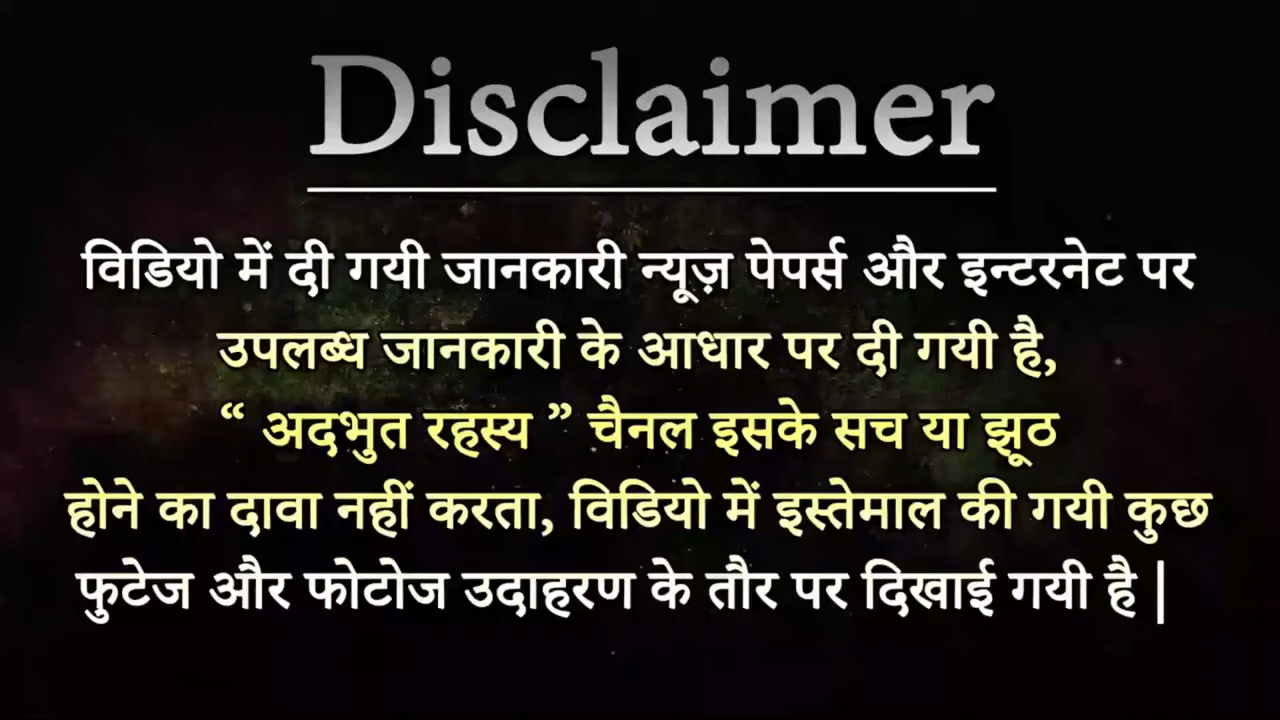 Disclaimer
विडियो में दी गयी जानकारी न्यूज़ पेपर्स और इन्टरनेट पर
उपलब्ध जानकारी के आधार पर दी गयी है,
“ अदभुत रहस्य ” चैनल इसके सच या झूठ
होने का दावा नहीं करता, विडियो में इस्तेमाल की गयी कुछ
फुटेज और फोटोज उदाहरण के तौर पर दिखाई गयी है |